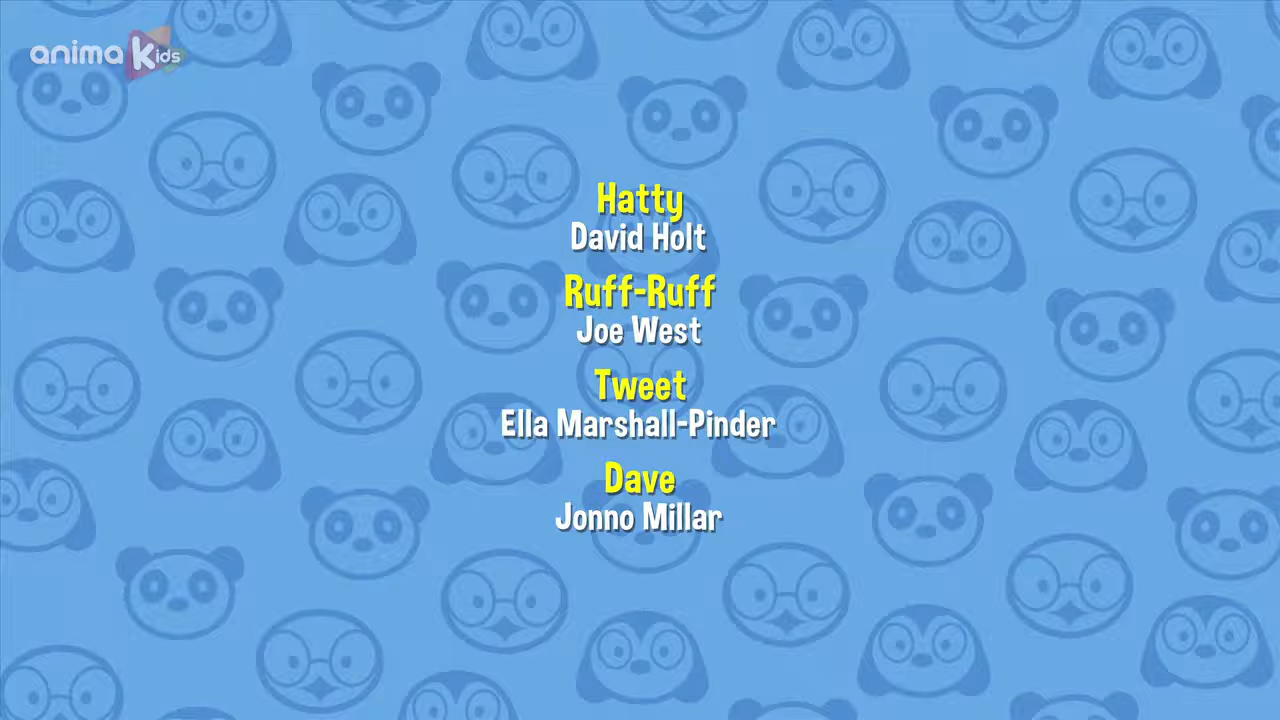 anima Kids
Hatty
David Holt
Ruff-Ruff
Joe West
Tweet
Ella Marshall-Pinder
Dave
Jonno Millar